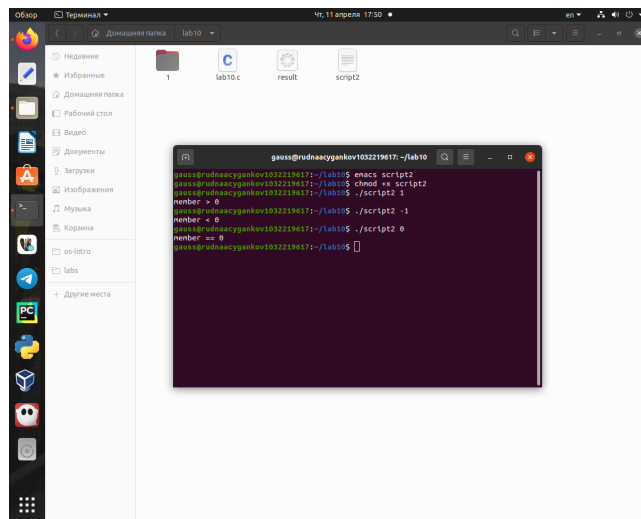 Обзор
Терминал
Чт, 11 апреля 17:50
en
Домашняя папка
lab10
Недавние
Избранные
Домашняя папка
Рабочий стол
Видео
Документы
Загрузки
Изображения
Музыка
Корзина
os-intro
labs
+ Другие места
1
C
lab10.c
result
script2
gauss@rudnaacygankov1032219617: ~/lab10
gauss@rudnaacygankov1032219617:~/lab10$ emacs script2
gauss@rudnaacygankov1032219617:~/lab10$ chmod +x script2
gauss@rudnaacygankov1032219617:~/lab10$ ./script2 1
member > 0
gauss@rudnaacygankov1032219617:~/lab10$ ./script2 -1
member < 0
gauss@rudnaacygankov1032219617:~/lab10$ ./script2 0
member == 0
gauss@rudnaacygankov1032219617:~/lab10$
PC